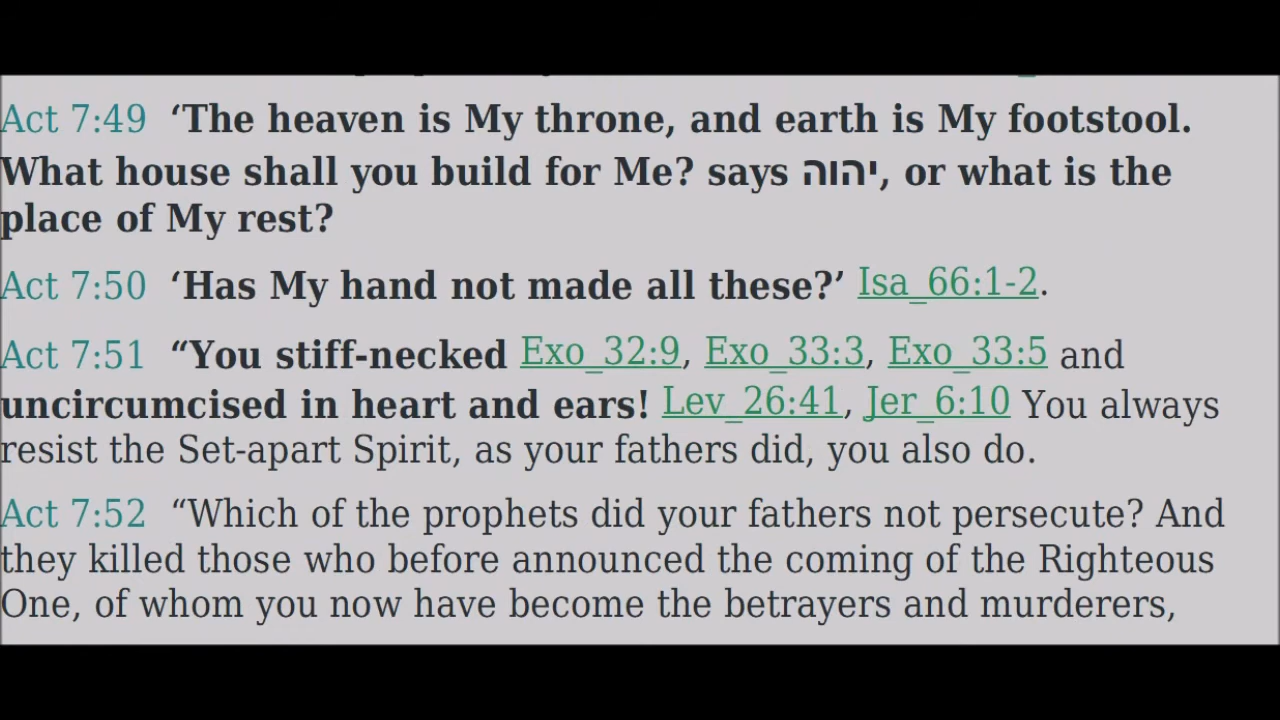 Act 7:49 ‘The heaven is My throne, and earth is My footstool.
What house shall you build for Me? says יהוה, or what is the
place of My rest?
Act 7:50 ‘Has My hand not made all these?’ Isa_66:1-2.
Act 7:51 “You stiff-necked Exo_32:9, Exo_33:3, Exo_33:5 and
uncircumcised in heart and ears! Lev_26:41, Jer_6:10 You always
resist the Set-apart Spirit, as your fathers did, you also do.
Act 7:52 “Which of the prophets did your fathers not persecute? And
they killed those who before announced the coming of the Righteous
One, of whom you now have become the betrayers and murderers,